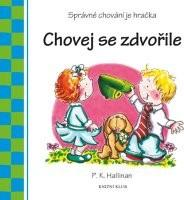 Správné chování je hračka
Chovej se zdvořile
P. K. Hallinan
KNIŽNÍ KLUB